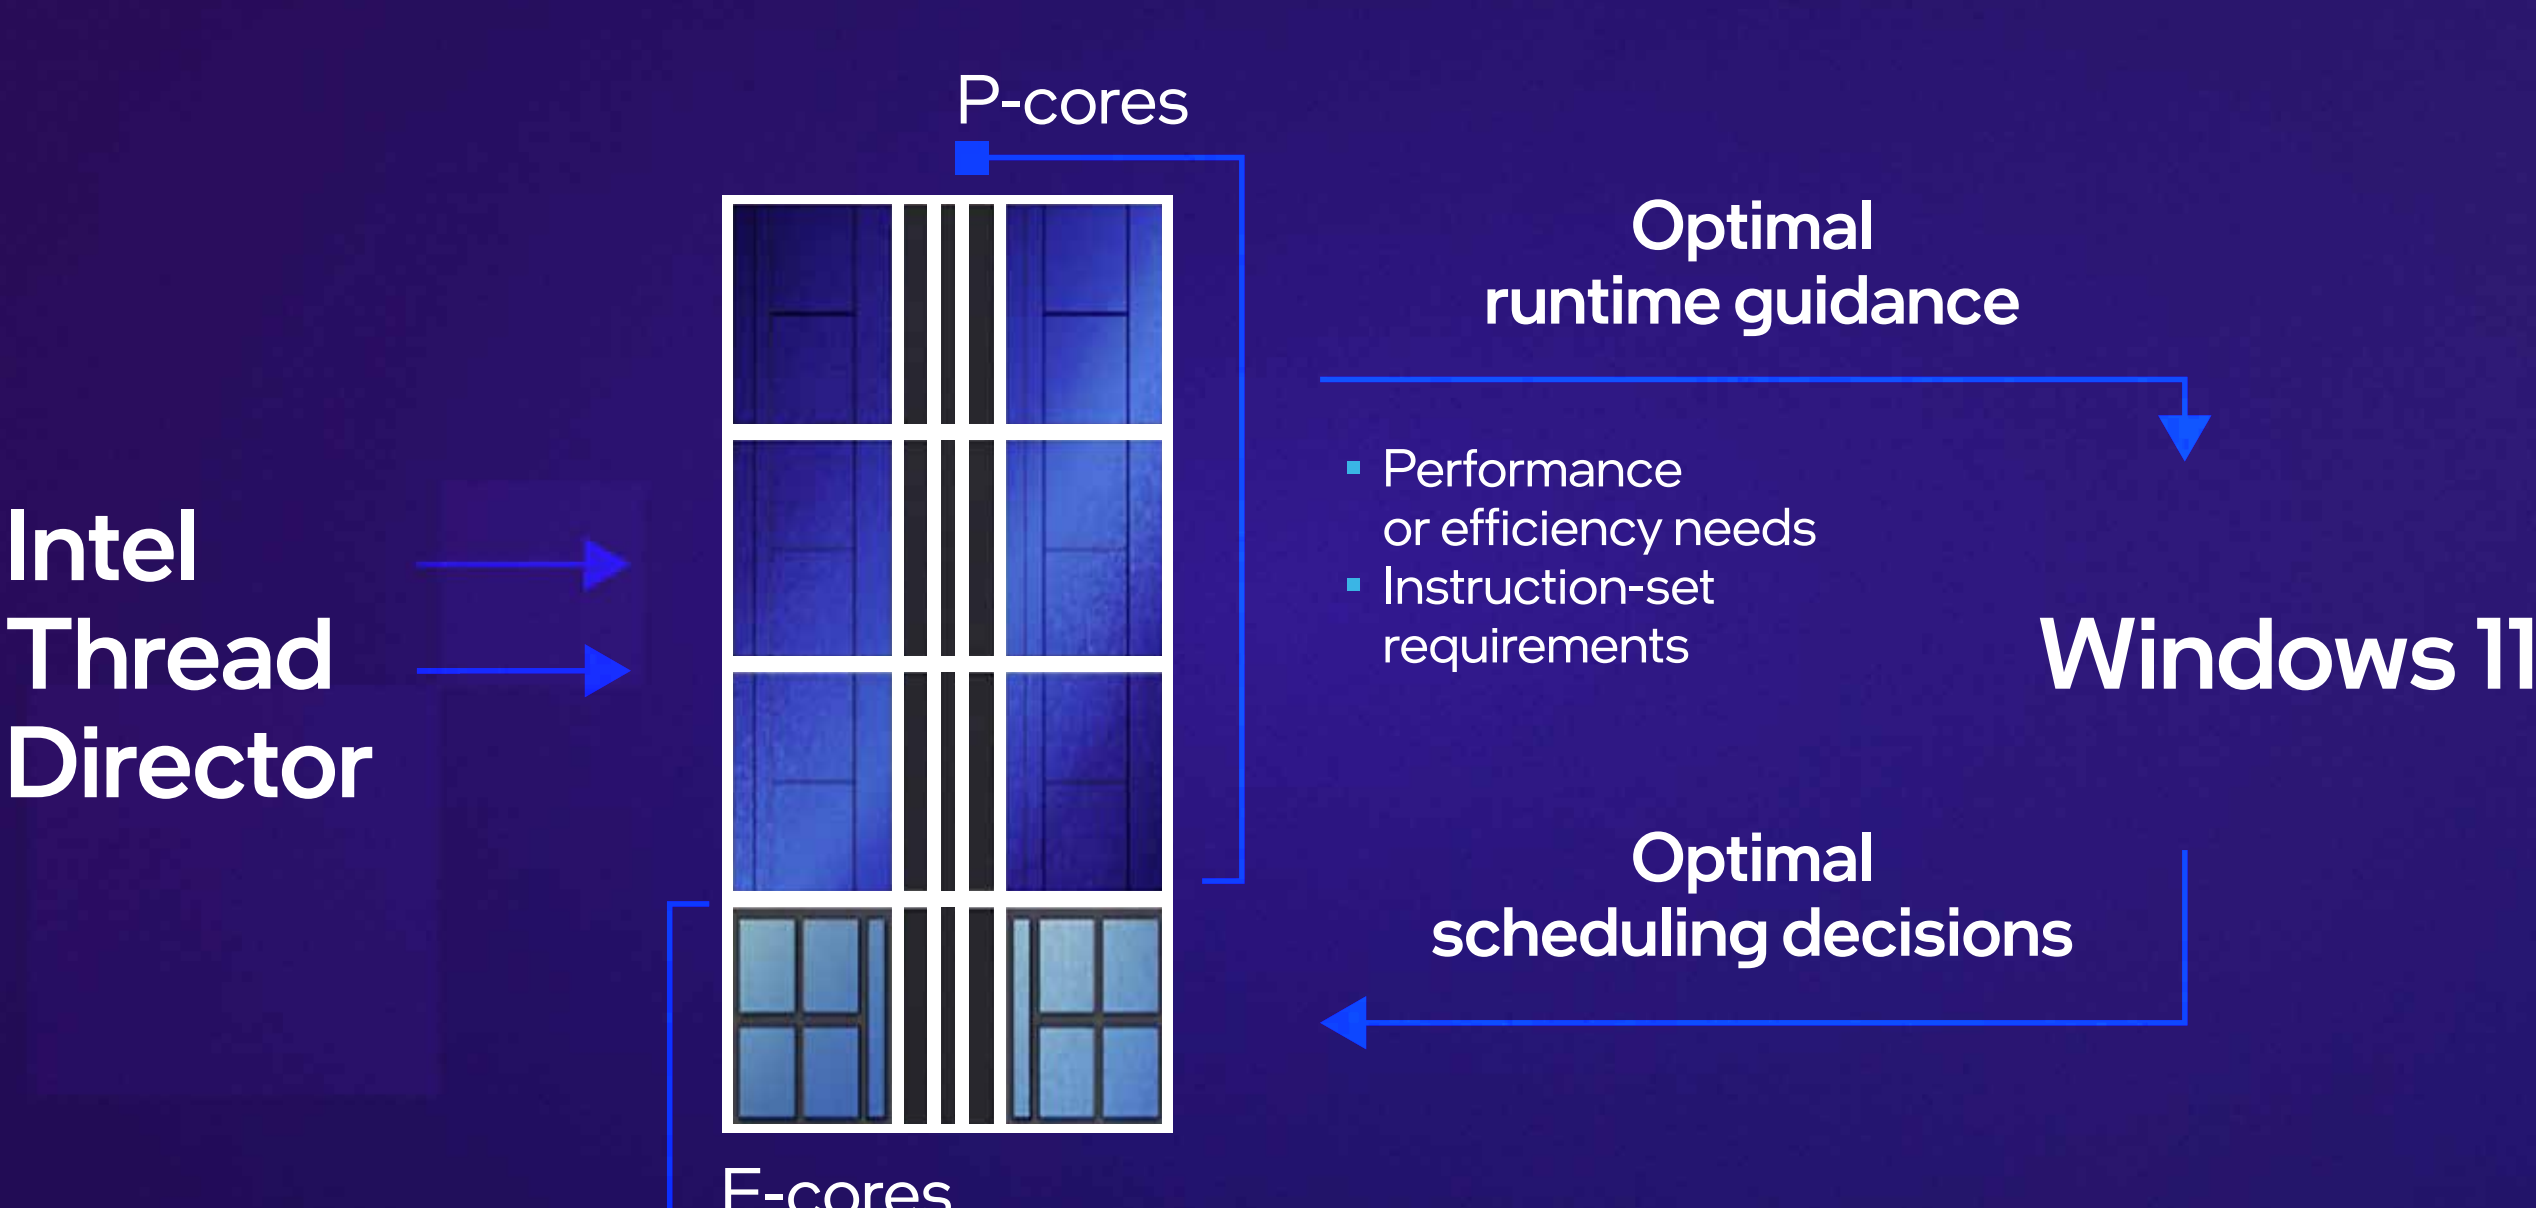 P-cores
Optimal
runtime guidance
Performance
or efficiency needs
Instruction-set
requirements
Intel
Thread
Director
Windows 11
Optimal
scheduling decisions
E-cores